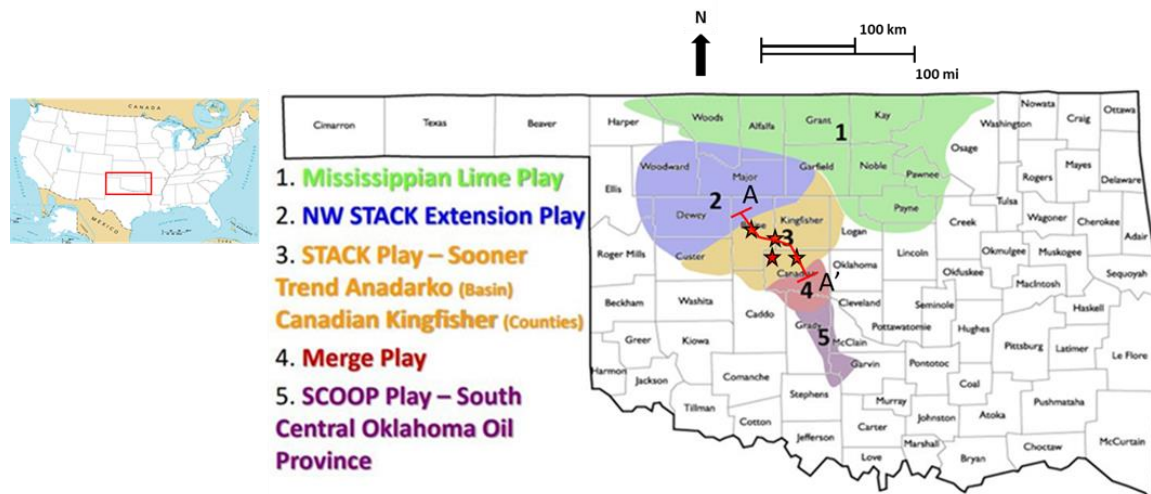 N
100 km
100 mi
CANADA
MEXICO
1. Mississippian Lime Play
2. NW STACK Extension Play
3. STACK Play – Sooner
Trend Anadarko (Basin)
Canadian Kingfisher (Counties)
4. Merge Play
5. SCOOP Play – South
Central Oklahoma Oil
Province
Cimarron
Texas
Beaver
Harper
Woods
Alfalfa
Grant
Kay
1
Osage
Washington
Nowata
Craig
Ottawa
Rogers
Mayes
Delaware
Ellis
Woodward
Major
Garfield
Noble
Pawnee
2
A
Dewey
Kingfisher
3
Logan
Payne
Creek
Tulsa
Wagoner
Cherokee
Adair
Roger Mills
Custer
Canadian
Oklahoma
Lincoln
Okmulgee
Muskogee
Okfuskee
Sequoyah
McIntosh
4
A'
Beckham
Washita
Caddo
Cleveland
Seminole
Haskell
Pottawatomie
Hughes
Pittsburg
Latimer
Le Flore
Greer
Kiowa
Grady
5
McClain
Garvin
Pontotoc
Harmon
Jackson
Comanche
Stephens
Coal
Tillman
Cotton
Murray
Johnston
Atoka
Pushmataha
McCurtain
Jefferson
Carter
Marshall
Love
Bryan
Choctaw